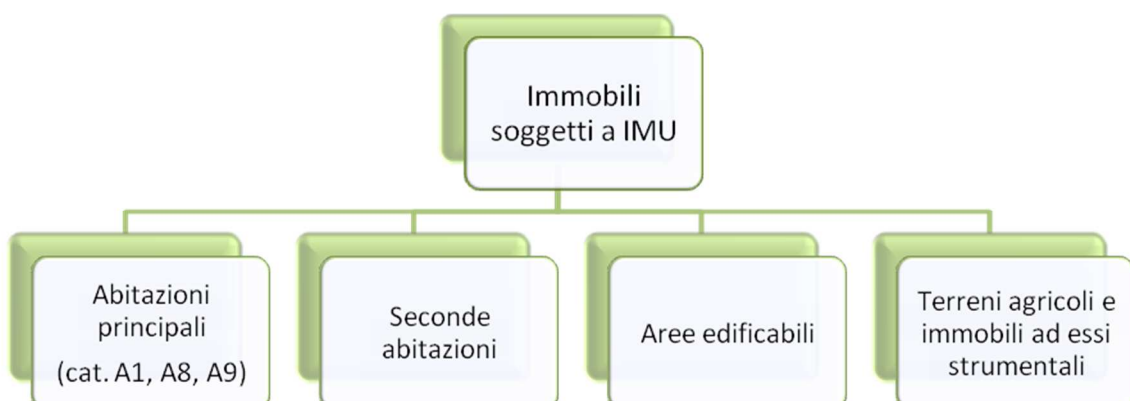 Immobili
soggetti a IMU
Abitazioni
principali
(cat. A1, A8, A9)
Seconde
abitazioni
Aree edificabili
Terreni agricoli e
immobili ad essi
strumentali